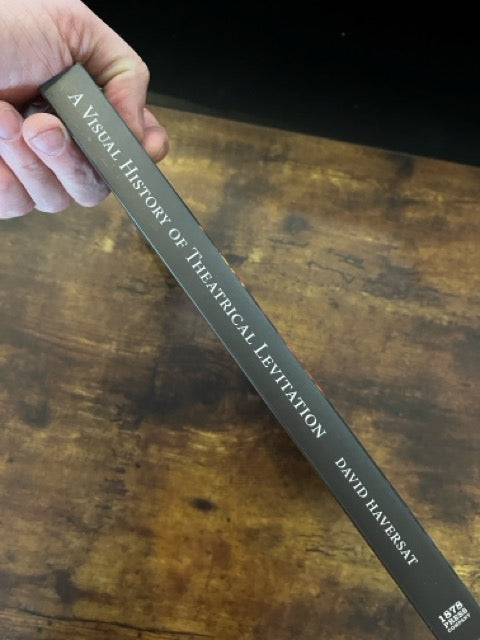 A VISUAL HISTORY OF THEATRICAL LEVITATION
DAVID HAVERSAT
1878
PRESS
COMPANY